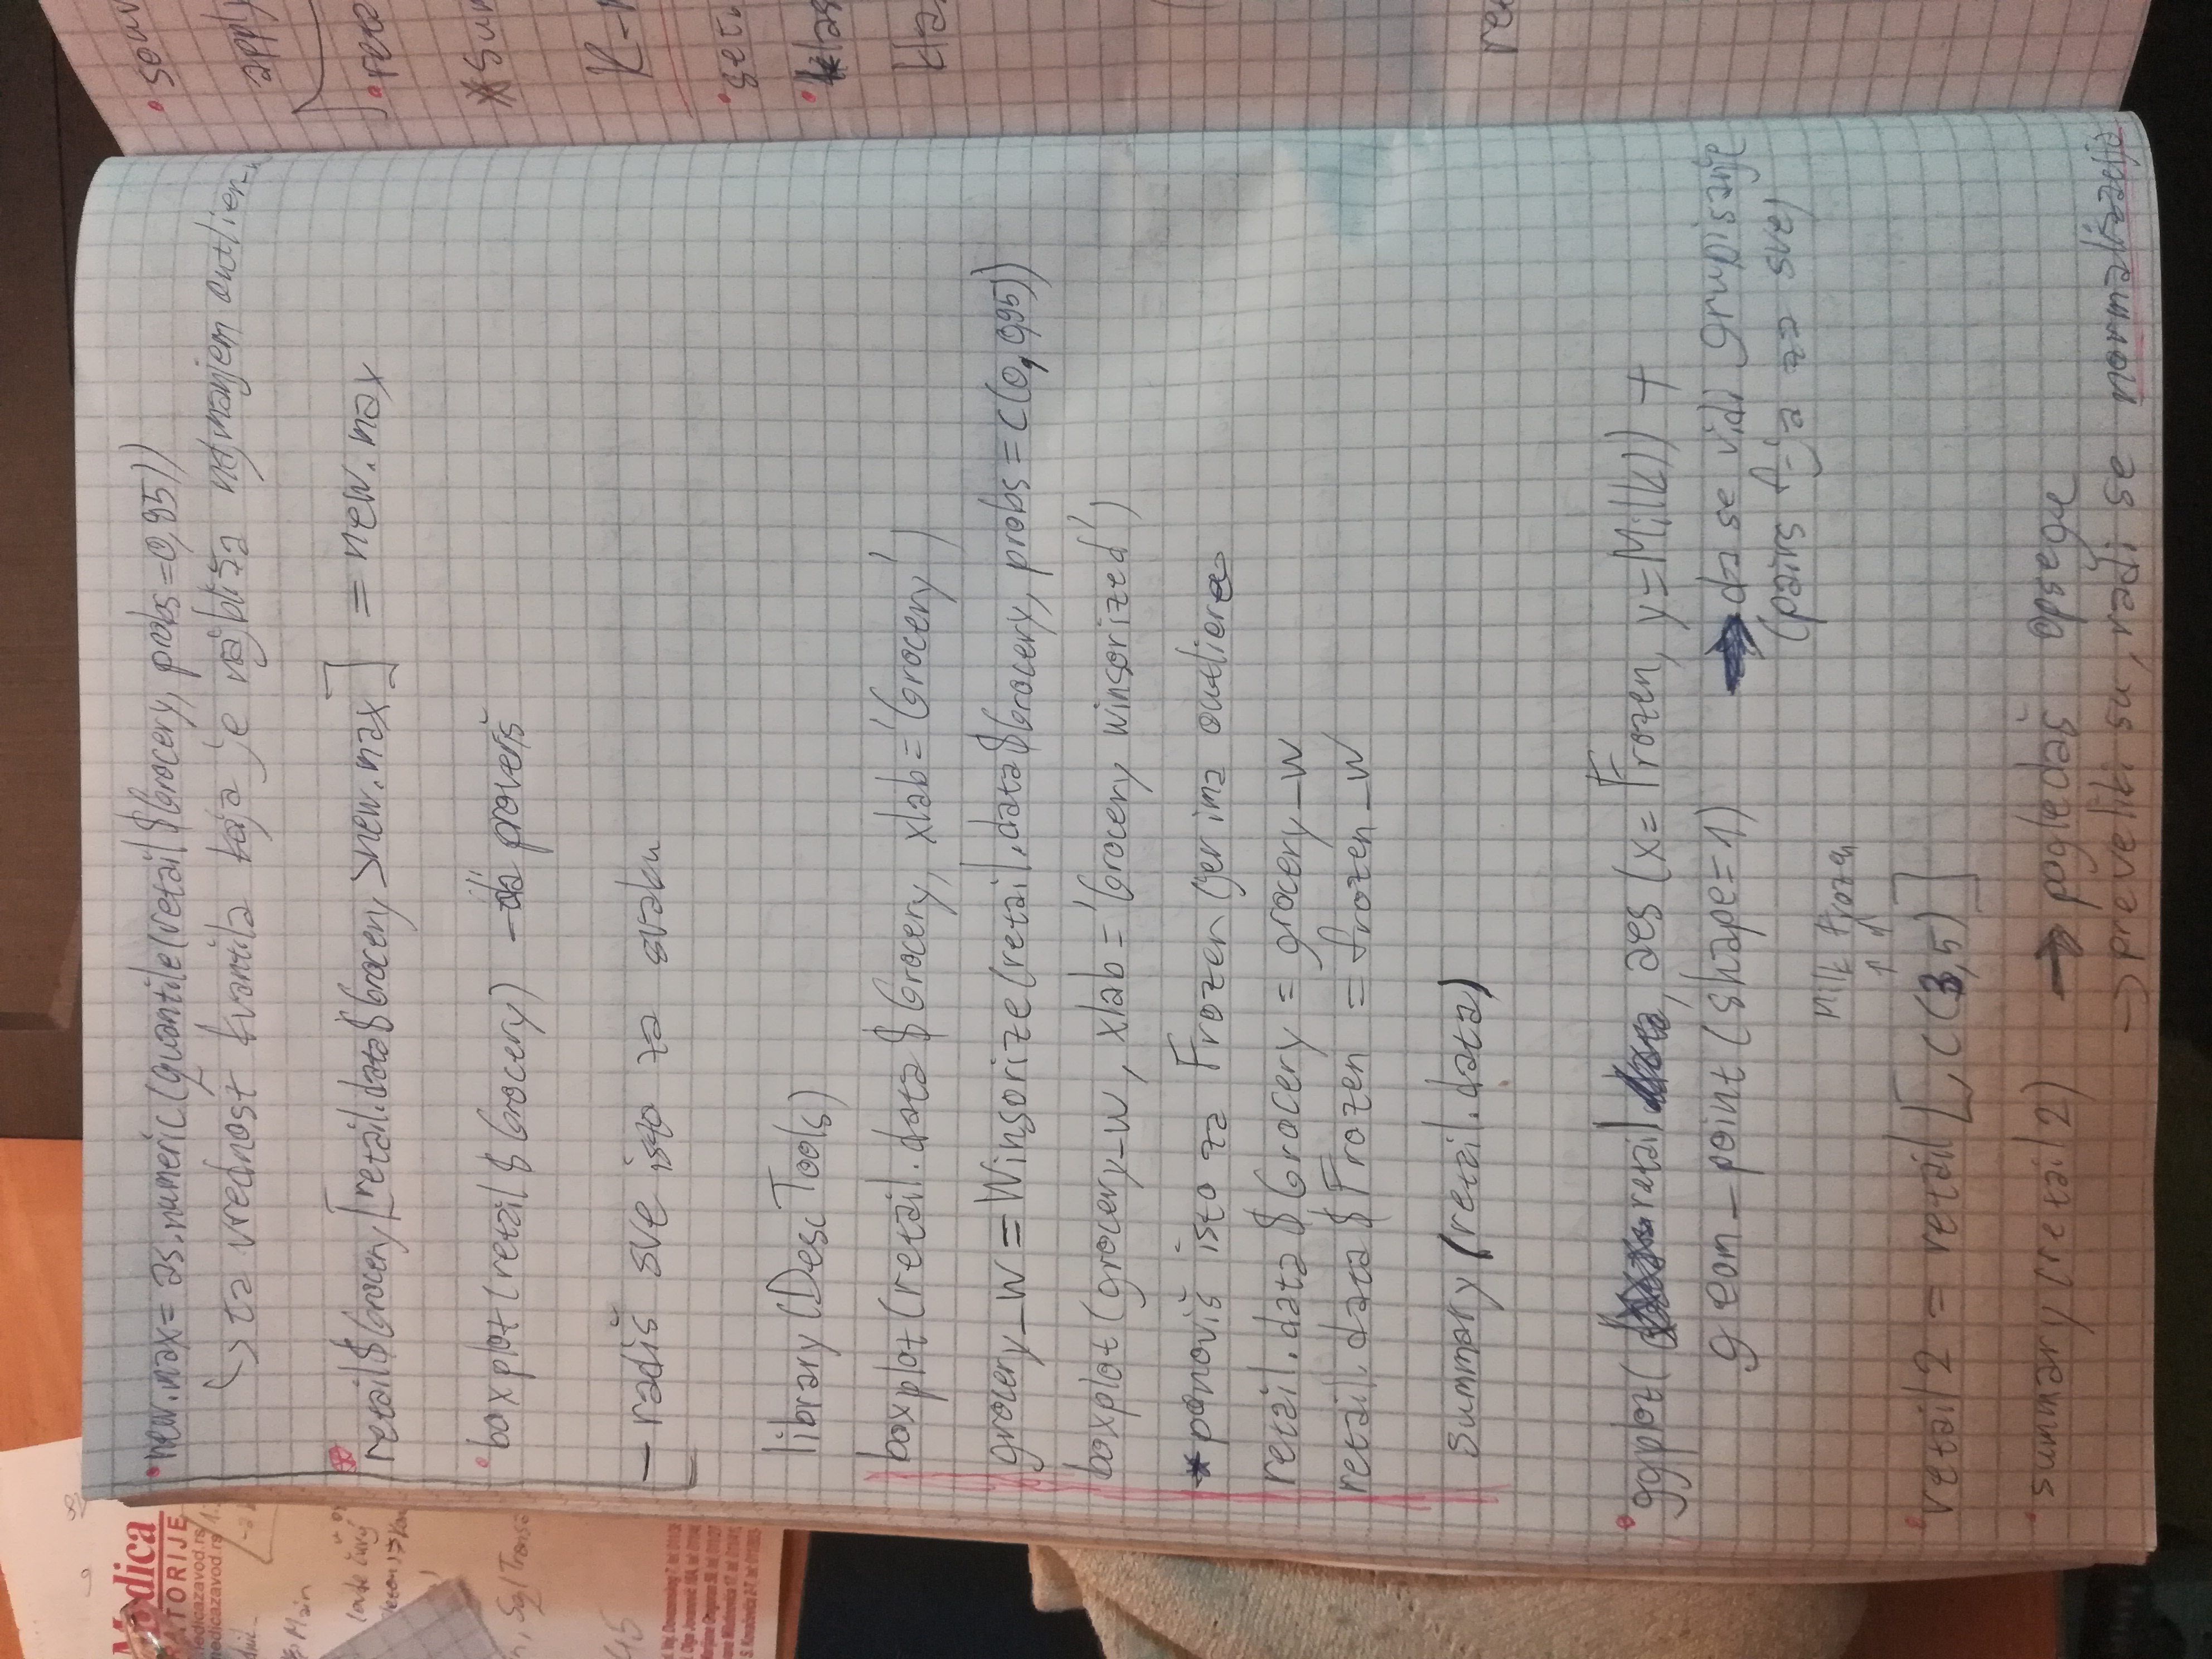 new.max = as.numeric(quantile(retail$Grocery, probs=0,95))
↳ ta vrednost kvantila koja je najbliža najmanjem outlier-u
retail$Grocery[retail.data$Grocery >new.max] = new.max
boxplot(retail$Grocery) - da proveriš
- radiš sve isto za svaku
library(DescTools)
boxplot(retail.data$Grocery, xlab='Grocery')
grocery_w = Winsorize(retail.data$Grocery, probs=c(0,0,95))
boxplot(grocery_w, xlab='Grocery winsorized')
* ponoviš isto za Frozen (jer ima outliere)
retail.data$Grocery = grocery_w
retail.data$Frozen = frozen_w
summary(retail.data)
ggplot( retail , aes (x=Frozen, y=Milk)) +
geom_point(shape=1) → da se vidi grupisanje
(pairs f-ja za sve)
Milk Frozen
↑ ↑
retail2 = retail[, c(3,5)]
summary(retail2) → pogledaš opsege
→ preveliki su, radi se normalizacija
Medica
RATORIJE
medicazavod.rs
medicazavod.rs
Main
souv
apply
reta
* sum
K-
set.
klas
kla
ret